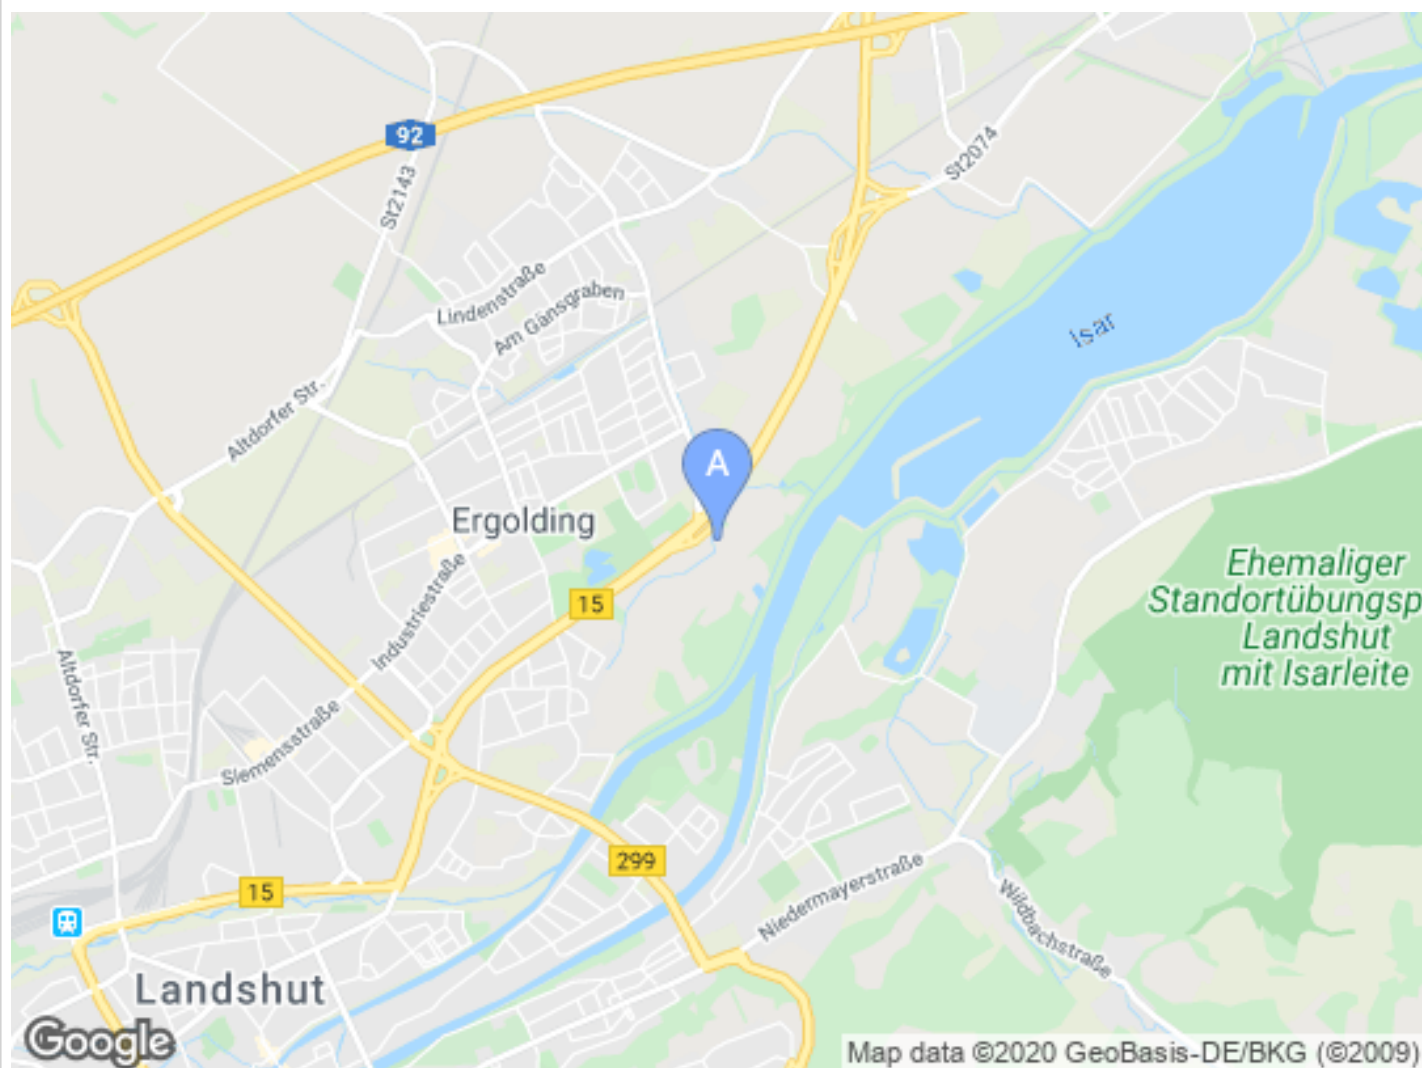 92
St2143
St2074
Lindenstraße
Am Gänsgraben
Isar
Altdorfer Str.
A
Ergolding
Industriestraße
15
Ehemaliger
Standortübungsp
Landshut
mit Isarleite
Altdorfer Str.
Siemensstraße
299
15
Niedermayerstraße
Wildbachstraße
Landshut
Google
Map data ©2020 GeoBasis-DE/BKG (©2009)